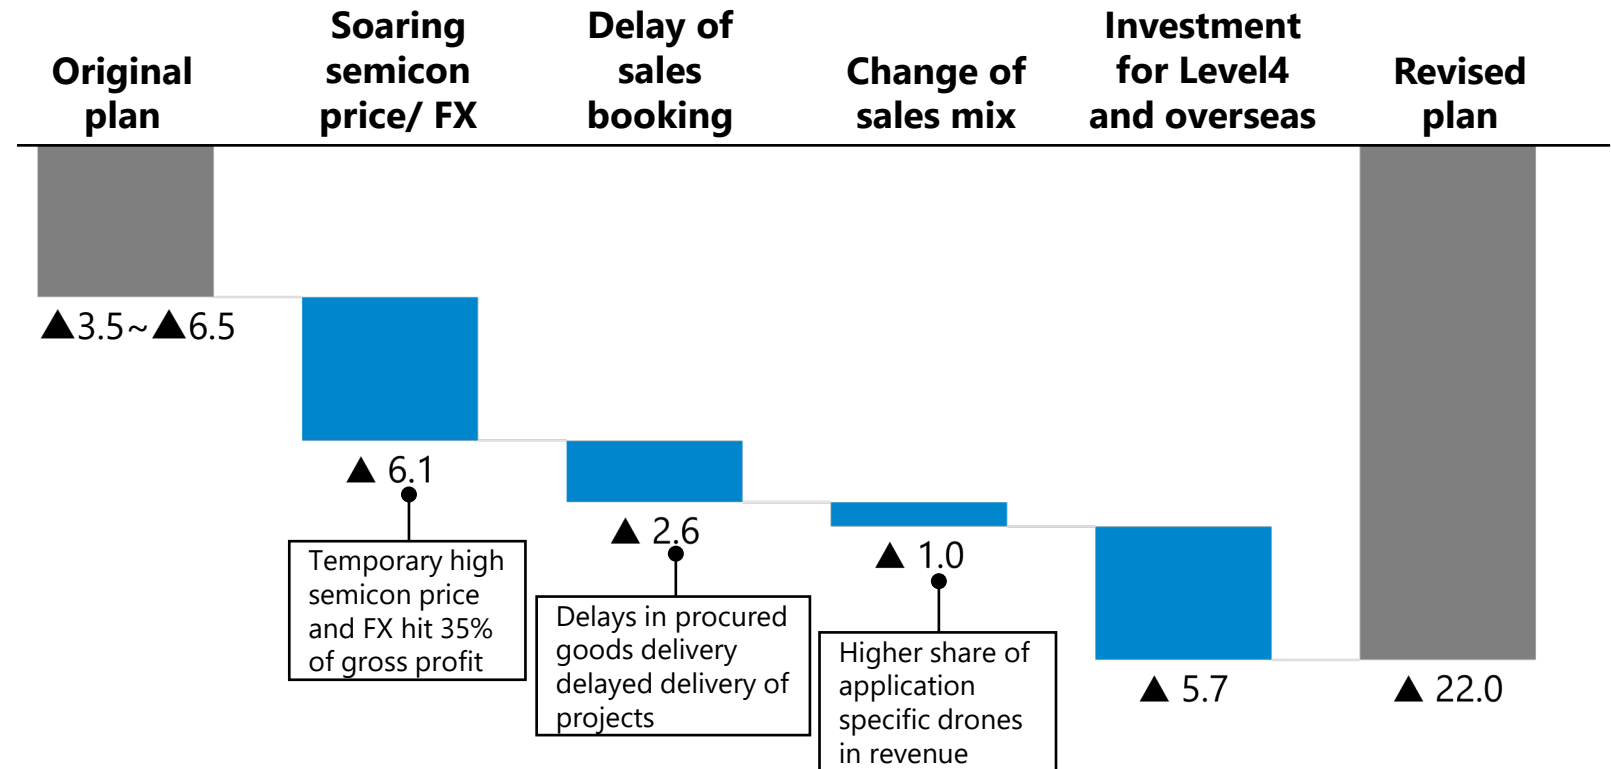 Original
plan
Soaring
semicon
price/ FX
Delay of
sales
booking
Change of
sales mix
Investment
for Level4
and overseas
Revised
plan
▲3.5~▲6.5
▲ 6.1
Temporary high
semicon price
and FX hit 35%
of gross profit
▲ 2.6
Delays in procured
goods delivery
delayed delivery of
projects
▲ 1.0
Higher share of
application
specific drones
in revenue
▲ 5.7
▲ 22.0